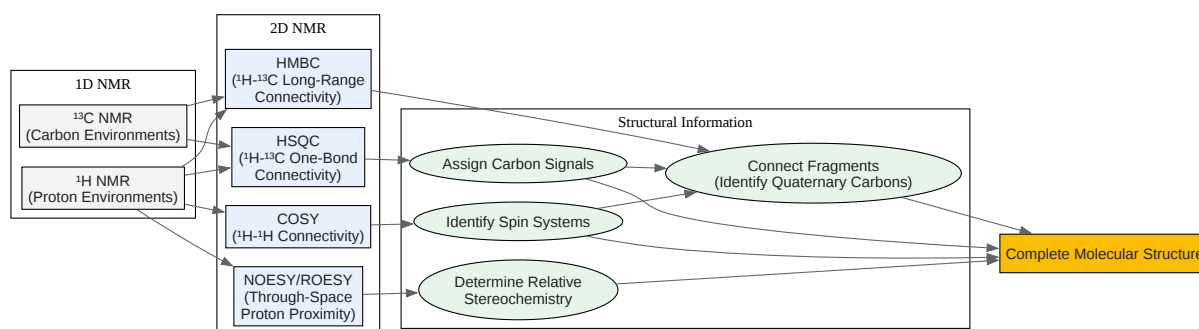 1D NMR
¹³C NMR
(Carbon Environments)
¹H NMR
(Proton Environments)
2D NMR
HMBC
(¹H-¹³C Long-Range
Connectivity)
HSQC
(¹H-¹³C One-Bond
Connectivity)
COSY
(¹H-¹H Connectivity)
NOESY/ROESY
(Through-Space
Proton Proximity)
Structural Information
Assign Carbon Signals
Identify Spin Systems
Determine Relative
Stereochemistry
Connect Fragments
(Identify Quaternary Carbons)
Complete Molecular Structure